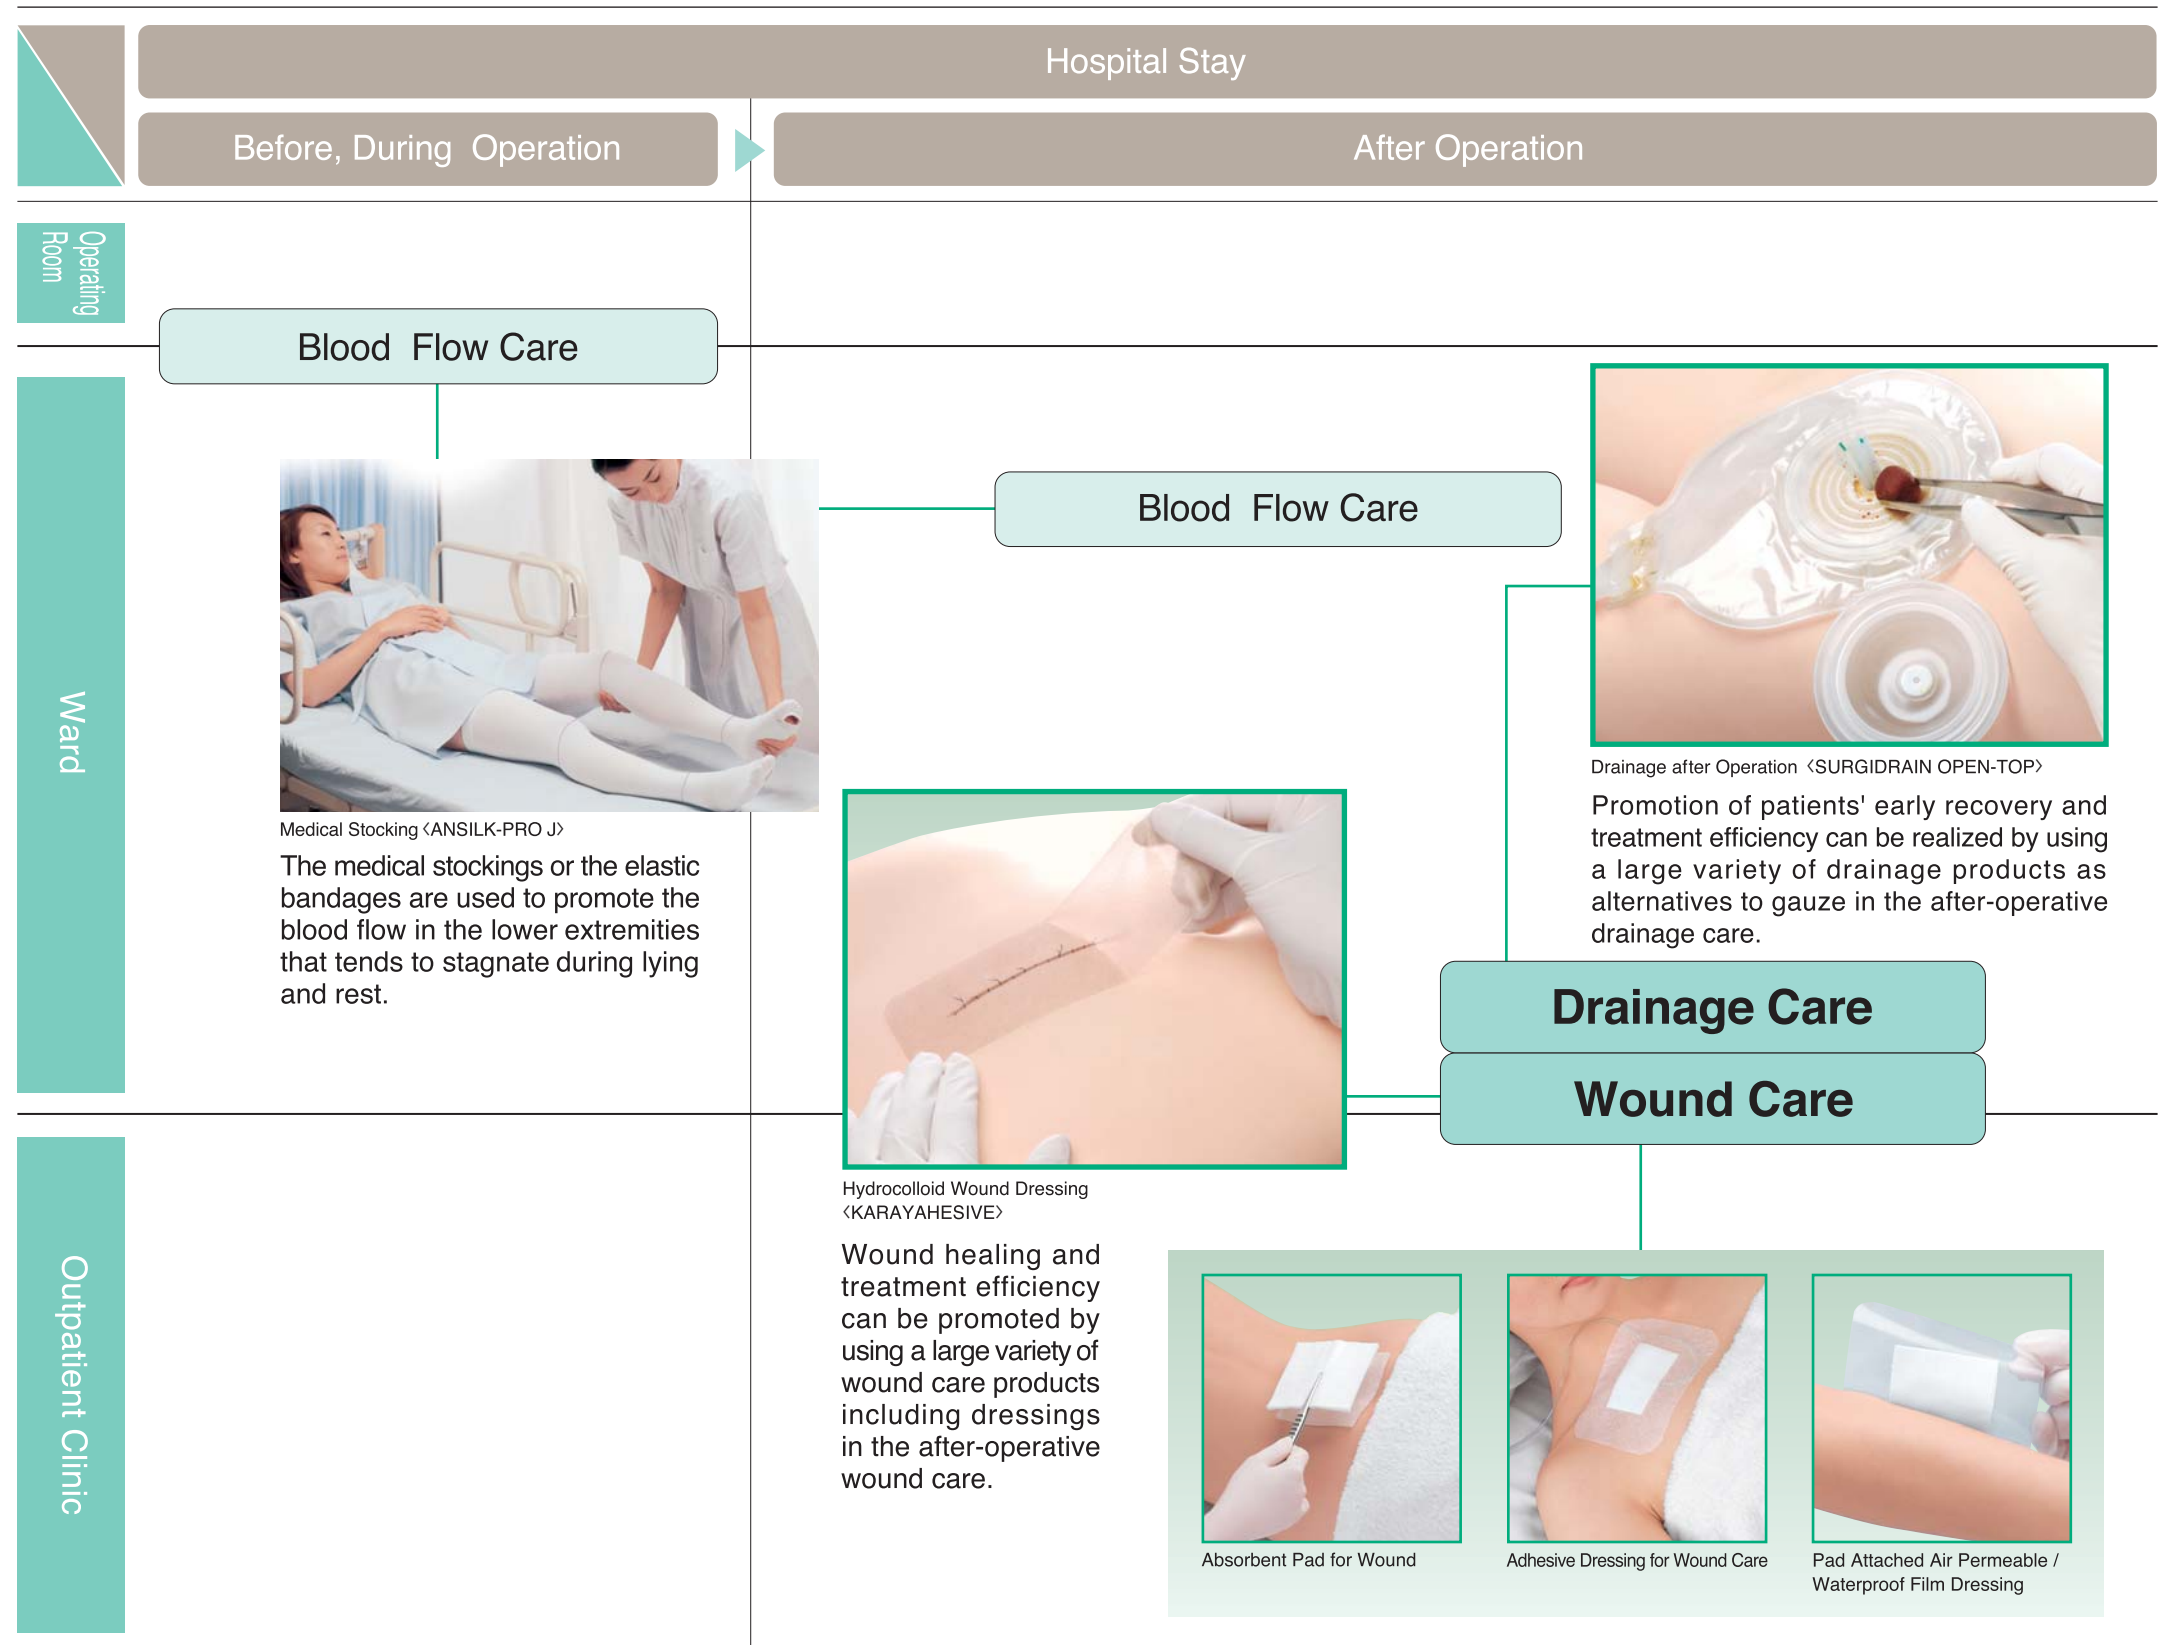 Hospital Stay
Before, During Operation
After Operation
Operating
Room
Blood Flow Care
Ward
Blood Flow Care
Medical Stocking〈ANSILK-PRO J〉
The medical stockings or the elastic
bandages are used to promote the
blood flow in the lower extremities
that tends to stagnate during lying
and rest.
Drainage after Operation 〈SURGIDRAIN OPEN-TOP〉
Promotion of patients' early recovery and
treatment efficiency can be realized by using
a large variety of drainage products as
alternatives to gauze in the after-operative
drainage care.
Drainage Care
Wound Care
Outpatient Clinic
Hydrocolloid Wound Dressing
〈KARAYAHESIVE〉
Wound healing and
treatment efficiency
can be promoted by
using a large variety of
wound care products
including dressings
in the after-operative
wound care.
Absorbent Pad for Wound
Adhesive Dressing for Wound Care
Pad Attached Air Permeable /
Waterproof Film Dressing